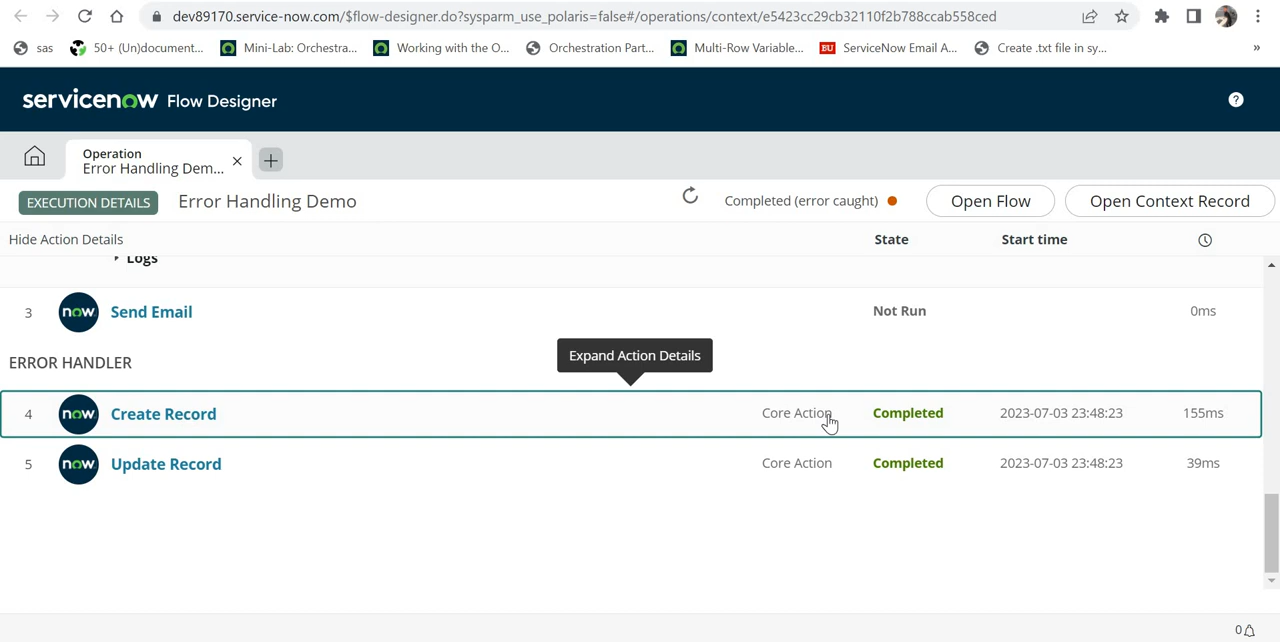 dev89170.service-now.com/$flow-designer.do?sysparm_use_polaris=false#/operations/context/e5423cc29cb32110f2b788ccab558ced
sas 50+ (Un)document... Mini-Lab: Orchestra... Working with the O... Orchestration Part... Multi-Row Variable... BU ServiceNow Email A... Create .txt file in sy... »
servicenow Flow Designer ?
Operation
Error Handling Dem...
EXECUTION DETAILS Error Handling Demo Completed (error caught) Open Flow Open Context Record
Hide Action Details State Start time
Logs
3 now. Send Email Not Run 0ms
ERROR HANDLER
Expand Action Details
4 now. Create Record Core Action Completed 2023-07-03 23:48:23 155ms
5 now. Update Record Core Action Completed 2023-07-03 23:48:23 39ms
0